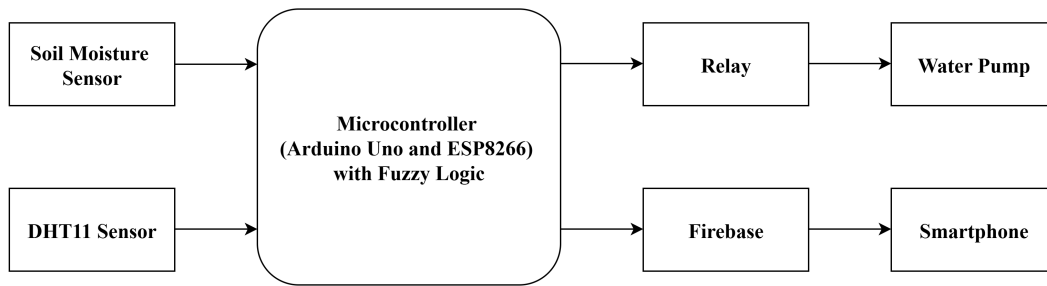 Soil Moisture
Sensor
Microcontroller
(Arduino Uno and ESP8266)
with Fuzzy Logic
Relay
Water Pump
DHT11 Sensor
Firebase
Smartphone